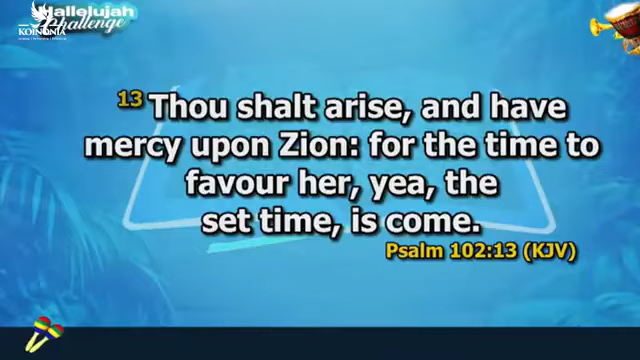 Hallelujah
Challenge
KOINONIA
13 Thou shalt arise, and have
mercy upon Zion: for the time to
favour her, yea, the
set time, is come.
Psalm 102:13 (KJV)